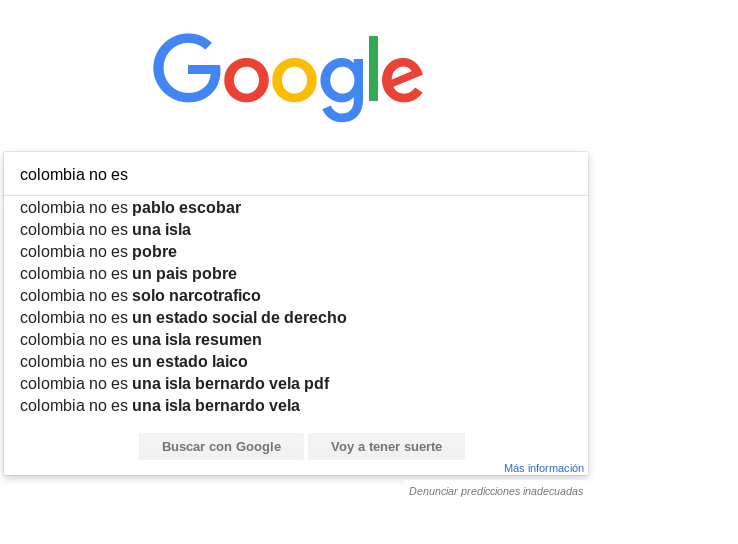 Google
colombia no es
colombia no es pablo escobar
colombia no es una isla
colombia no es pobre
colombia no es un pais pobre
colombia no es solo narcotrafico
colombia no es un estado social de derecho
colombia no es una isla resumen
colombia no es un estado laico
colombia no es una isla bernardo vela pdf
colombia no es una isla bernardo vela
Buscar con Google Voy a tener suerte
Más información
Denunciar predicciones inadecuadas